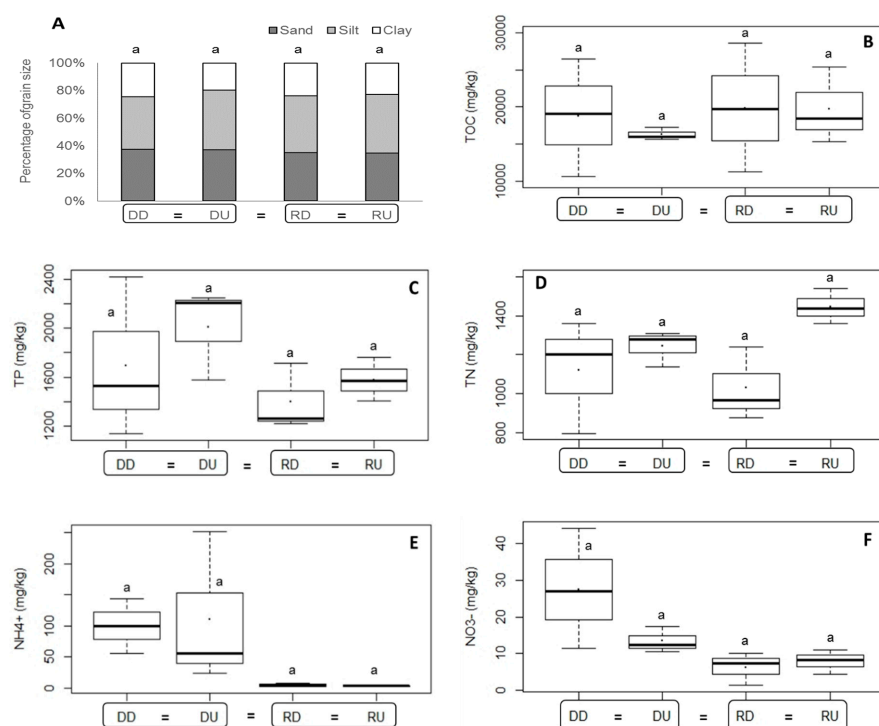 A
Sand Silt Clay
a a a a
100%
80%
60%
40%
20%
0%
Percentage ofgrain size
DD = DU = RD = RU
B
30000
20000
10000
TOC (mg/kg)
a a a a
DD = DU = RD = RU
C
2400
2000
1600
1200
TP (mg/kg)
a a a a
DD = DU = RD = RU
D
1400
1000
800
TN (mg/kg)
a a a a
DD = DU = RD = RU
E
200
100
50
0
NH4+ (mg/kg)
a a a a
DD = DU = RD = RU
F
40
30
20
10
0
NO3- (mg/kg)
a a a a
DD = DU = RD = RU